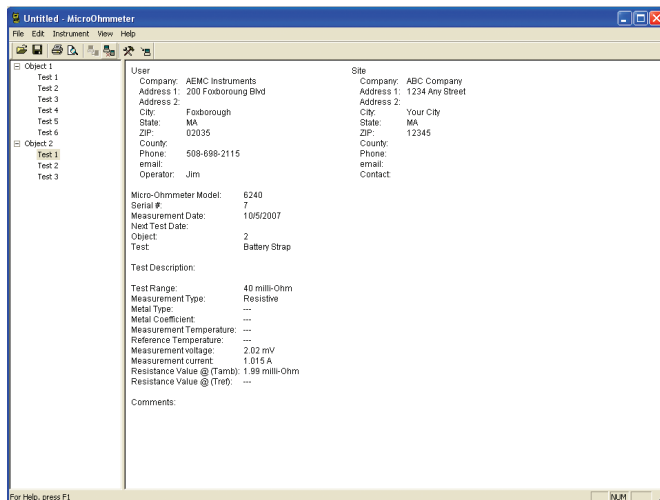 Untitled - MicroOhmmeter
File Edit Instrument View Help
Object 1
Test 1
Test 2
Test 3
Test 4
Test 5
Test 6
Object 2
Test 1
Test 2
Test 3
User
Company: AEMC Instruments
Address 1: 200 Foxboroung Blvd
Address 2:
City: Foxborough
State: MA
ZIP: 02035
County:
Phone: 508-698-2115
email:
Operator: Jim
Site
Company: ABC Company
Address 1: 1234 Any Street
Address 2:
City: Your City
State: MA
ZIP: 12345
County:
Phone:
email:
Contact:
Micro-Ohmmeter Model: 6240
Serial #: 7
Measurement Date: 10/5/2007
Next Test Date:
Object: 2
Test: Battery Strap
Test Description:
Test Range: 40 milli-Ohm
Measurement Type: Resistive
Metal Type: ---
Metal Coefficient: ---
Measurement Temperature: ---
Reference Temperature: ---
Measurement voltage: 2.02 mV
Measurement current: 1.015 A
Resistance Value @ (Tamb): 1.99 milli-Ohm
Resistance Value @ (Tref): ---
Comments:
For Help, press F1
NUM